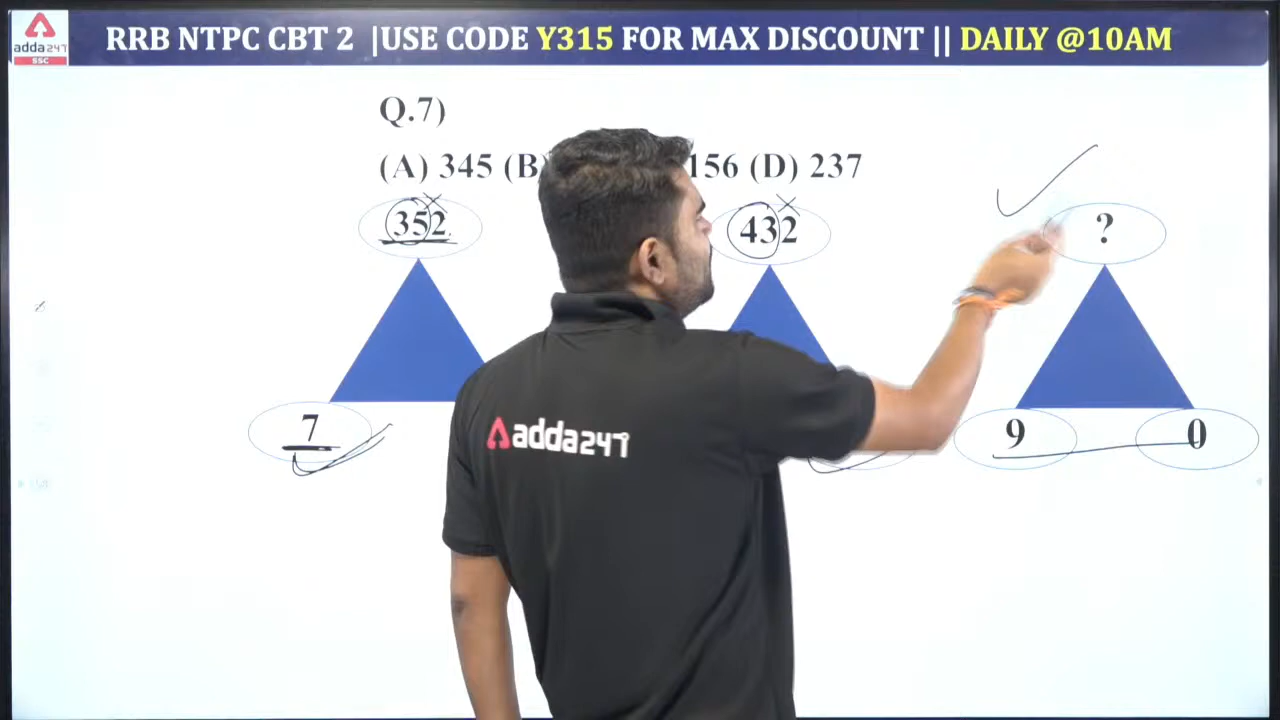 adda247
SSC
RRB NTPC CBT 2 |USE CODE Y315 FOR MAX DISCOUNT || DAILY @10AM
Q.7)
(A) 345 (B) 156 (D) 237
352 432 ?
7 9 0
adda247